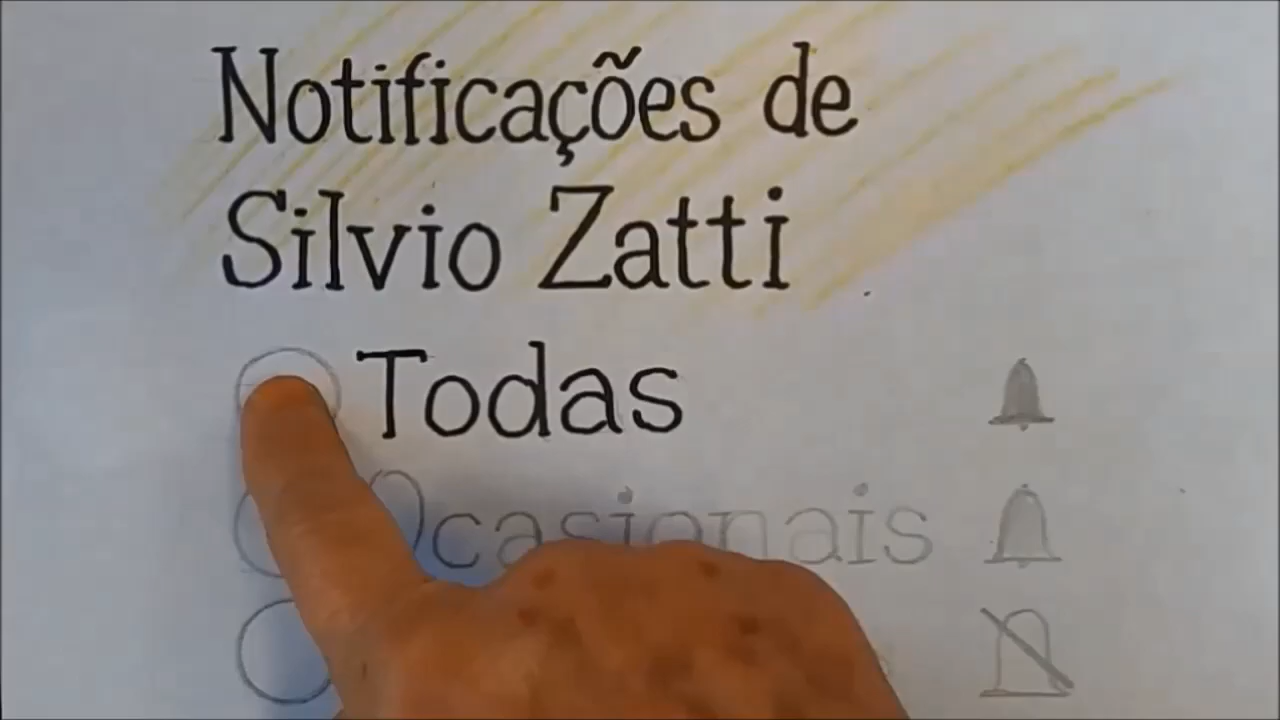 Notificações de
Silvio Zatti
Todas
Ocasionais